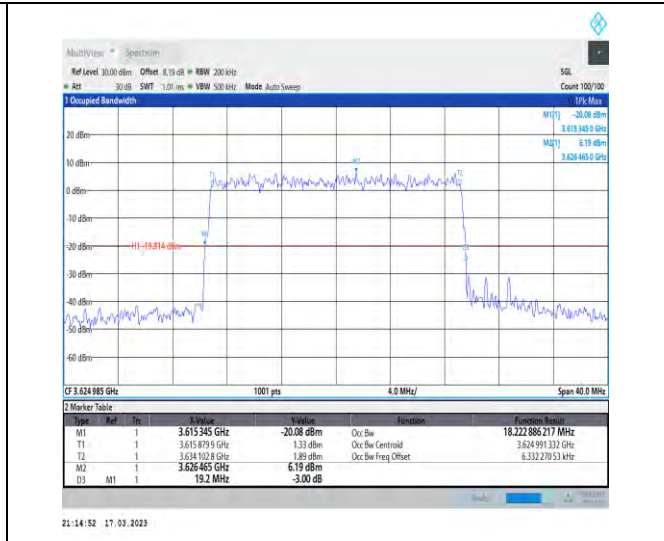 MultiView Spectrum
Ref Level 30.00 dBm Offset 8.19 dB RBW 200 kHz SGL
Att 30 dB SWT 1.01 ms VBW 500 kHz Mode Auto Sweep Count 100/100
1 Occupied Bandwidth 1Pk Max
M1[1] -20.08 dBm
3.615 345 0 GHz
M2[1] 6.19 dBm
3.626 465 0 GHz
20 dBm
10 dBm
M2
T1
T2
0 dBm
-10 dBm
M1
-20 dBm H1 -19.814 dBm
D3
-30 dBm
-40 dBm
-50 dBm
-60 dBm
CF 3.624 985 GHz 1001 pts 4.0 MHz/ Span 40.0 MHz
2 Marker Table
Type Ref Trc X-Value Y-Value Function Function Result
M1 1 3.615 345 GHz -20.08 dBm Occ Bw 18.222 886 217 MHz
T1 1 3.615 879 9 GHz 1.33 dBm Occ Bw Centroid 3.624 991 332 GHz
T2 1 3.634 102 8 GHz 1.89 dBm Occ Bw Freq Offset 6.332 270 53 kHz
M2 1 3.626 465 GHz 6.19 dBm
D3 M1 1 19.2 MHz -3.00 dB
21:14:52 17.03.2023